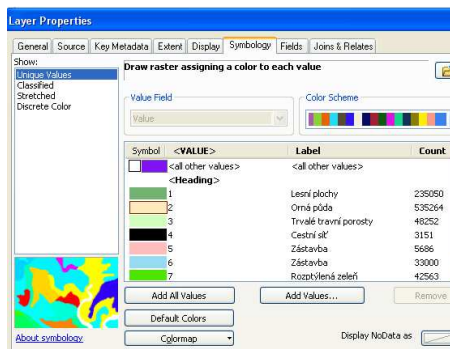 Layer Properties
General Source Key Metadata Extent Display Symbology Fields Joins & Relates
Show:
Unique Values
Classified
Stretched
Discrete Color
Draw raster assigning a color to each value
Value Field
Value
Color Scheme
Symbol <VALUE> Label Count
<all other values> <all other values>
<Heading>
1 Lesní plochy 235050
2 Orná půda 535264
3 Trvalé travní porosty 48252
4 Cestní síť 3151
5 Zástavba 5686
6 Zástavba 33000
7 Rozptýlená zeleň 42563
Add All Values Add Values... Remove
Default Colors
Colormap Display NoData as
About symbology